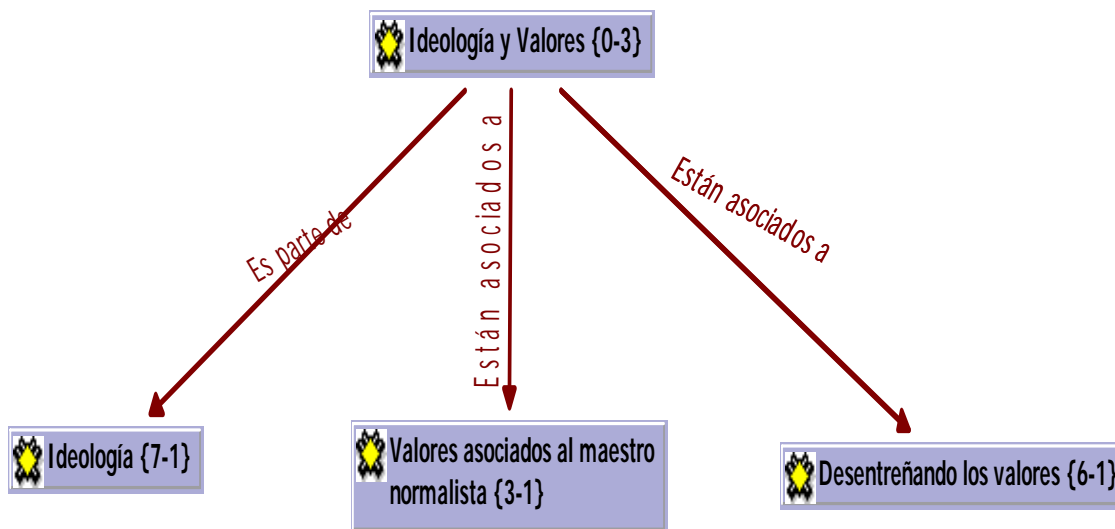 Ideología y Valores {0-3}
Es parte de
Están asociados a
Están asociados a
Ideología {7-1}
Valores asociados al maestro
normalista {3-1}
Desentreñando los valores {6-1}